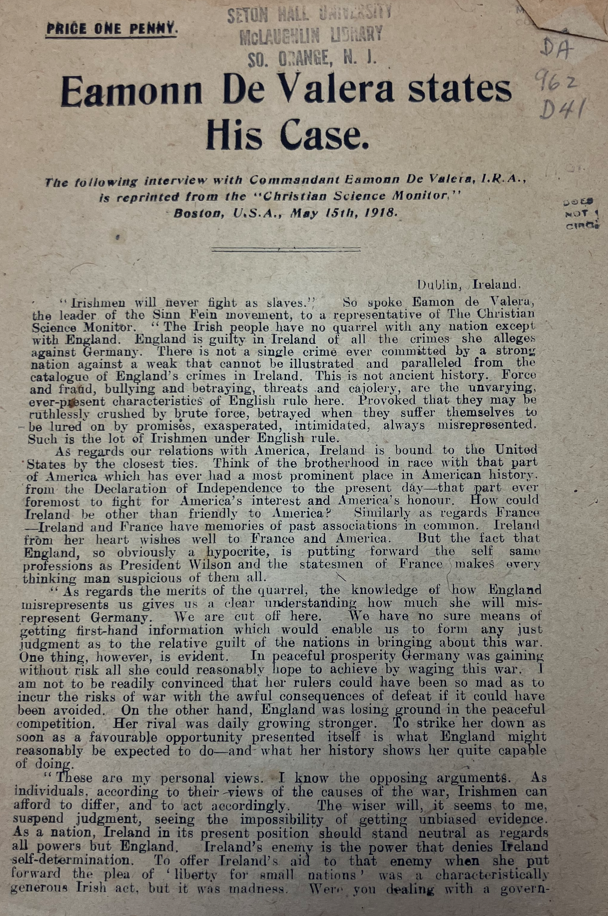 PRICE ONE PENNY.
SETON HALL UNIVERSITY
McLAUGHLIN LIBRARY
SO. ORANGE, N. J.
DA
962
D41
Eamonn De Valera states
His Case.
The following interview with Commandant Eamonn De Valera, I.R.A.,
is reprinted from the "Christian Science Monitor,"
Boston, U.S.A., May 15th, 1918.
DOES
NOT
CIRC.
Dublin, Ireland.
"Irishmen will never fight as slaves." So spoke Eamon de Valera,
the leader of the Sinn Fein movement, to a representative of The Christian
Science Monitor. "The Irish people have no quarrel with any nation except
with England. England is guilty in Ireland of all the crimes she alleges
against Germany. There is not a single crime ever committed by a strong
nation against a weak that cannot be illustrated and paralleled from the
catalogue of England's crimes in Ireland. This is not ancient history. Force
and fraud, bullying and betraying, threats and cajolery, are the unvarying,
ever-present characteristics of English rule here. Provoked that they may be
ruthlessly crushed by brute force, betrayed when they suffer themselves to
be lured on by promises, exasperated, intimidated, always misrepresented.
Such is the lot of Irishmen under English rule.
As regards our relations with America, Ireland is bound to the United
States by the closest ties. Think of the brotherhood in race with that part
of America which has ever had a most prominent place in American history,
from the Declaration of Independence to the present day—that part ever
foremost to fight for America's interest and America's honour. How could
Ireland be other than friendly to America? Similarly as regards France
—Ireland and France have memories of past associations in common. Ireland
from her heart wishes well to France and America. But the fact that
England, so obviously a hypocrite, is putting forward the self same
professions as President Wilson and the statesmen of France makes every
thinking man suspicious of them all.
"As regards the merits of the quarrel, the knowledge of how England
misrepresents us gives us a clear understanding how much she will mis-
represent Germany. We are cut off here. We have no sure means of
getting first-hand information which would enable us to form any just
judgment as to the relative guilt of the nations in bringing about this war.
One thing, however, is evident. In peaceful prosperity Germany was gaining
without risk all she could reasonably hope to achieve by waging this war. I
am not to be readily convinced that her rulers could have been so mad as to
incur the risks of war with the awful consequences of defeat if it could have
been avoided. On the other hand, England was losing ground in the peaceful
competition. Her rival was daily growing stronger. To strike her down as
soon as a favourable opportunity presented itself is what England might
reasonably be expected to do—and what her history shows her quite capable
of doing.
"These are my personal views. I know the opposing arguments. As
individuals, according to their views of the causes of the war, Irishmen can
afford to differ, and to act accordingly. The wiser will, it seems to me,
suspend judgment, seeing the impossibility of getting unbiased evidence.
As a nation, Ireland in its present position should stand neutral as regards
all powers but England. Ireland's enemy is the power that denies Ireland
self-determination. To offer Ireland's aid to that enemy when she put
forward the plea of 'liberty for small nations' was a characteristically
generous Irish act, but it was madness. Were you dealing with a govern-